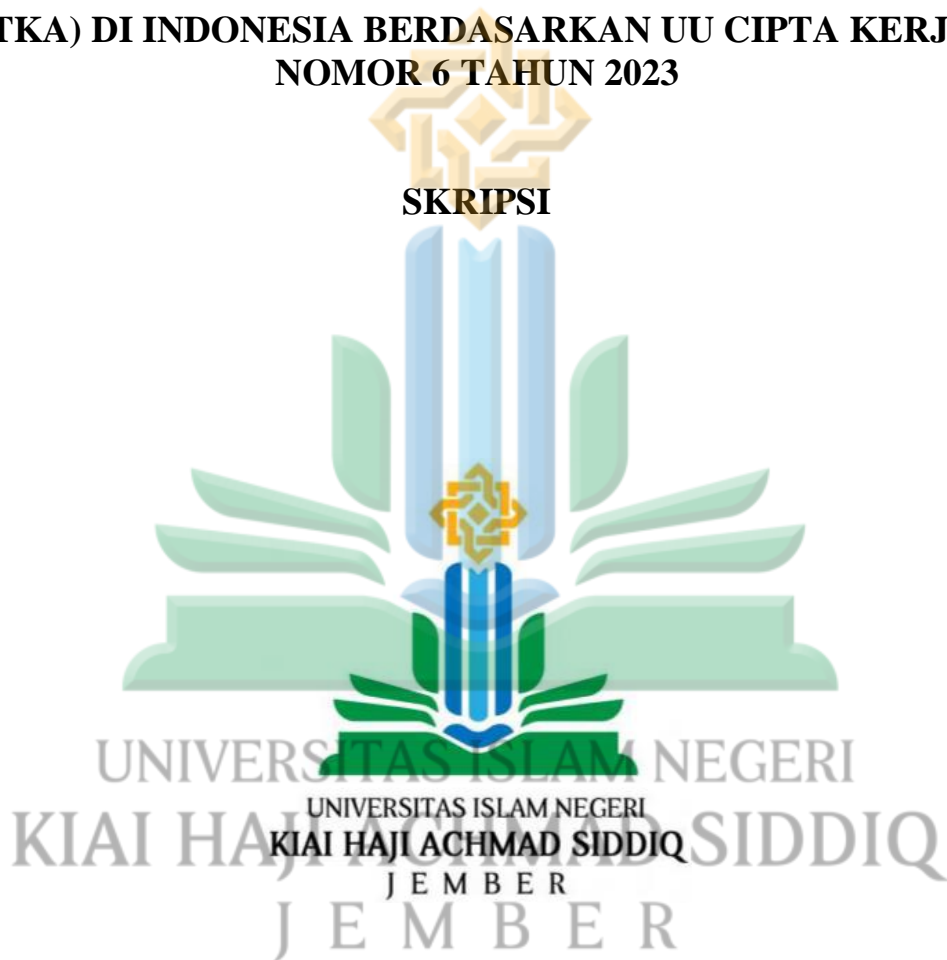 TKA) DI INDONESIA BERDASARKAN UU CIPTA KERJ
NOMOR 6 TAHUN 2023
SKRIPSI
UNIVERSITAS ISLAM NEGERI
KIAI HAJI ACHMAD SIDDIQ
JEMBER
UNIVERSITAS ISLAM NEGERI
KIAI HAJI ACHMAD SIDDIQ
JEMBER